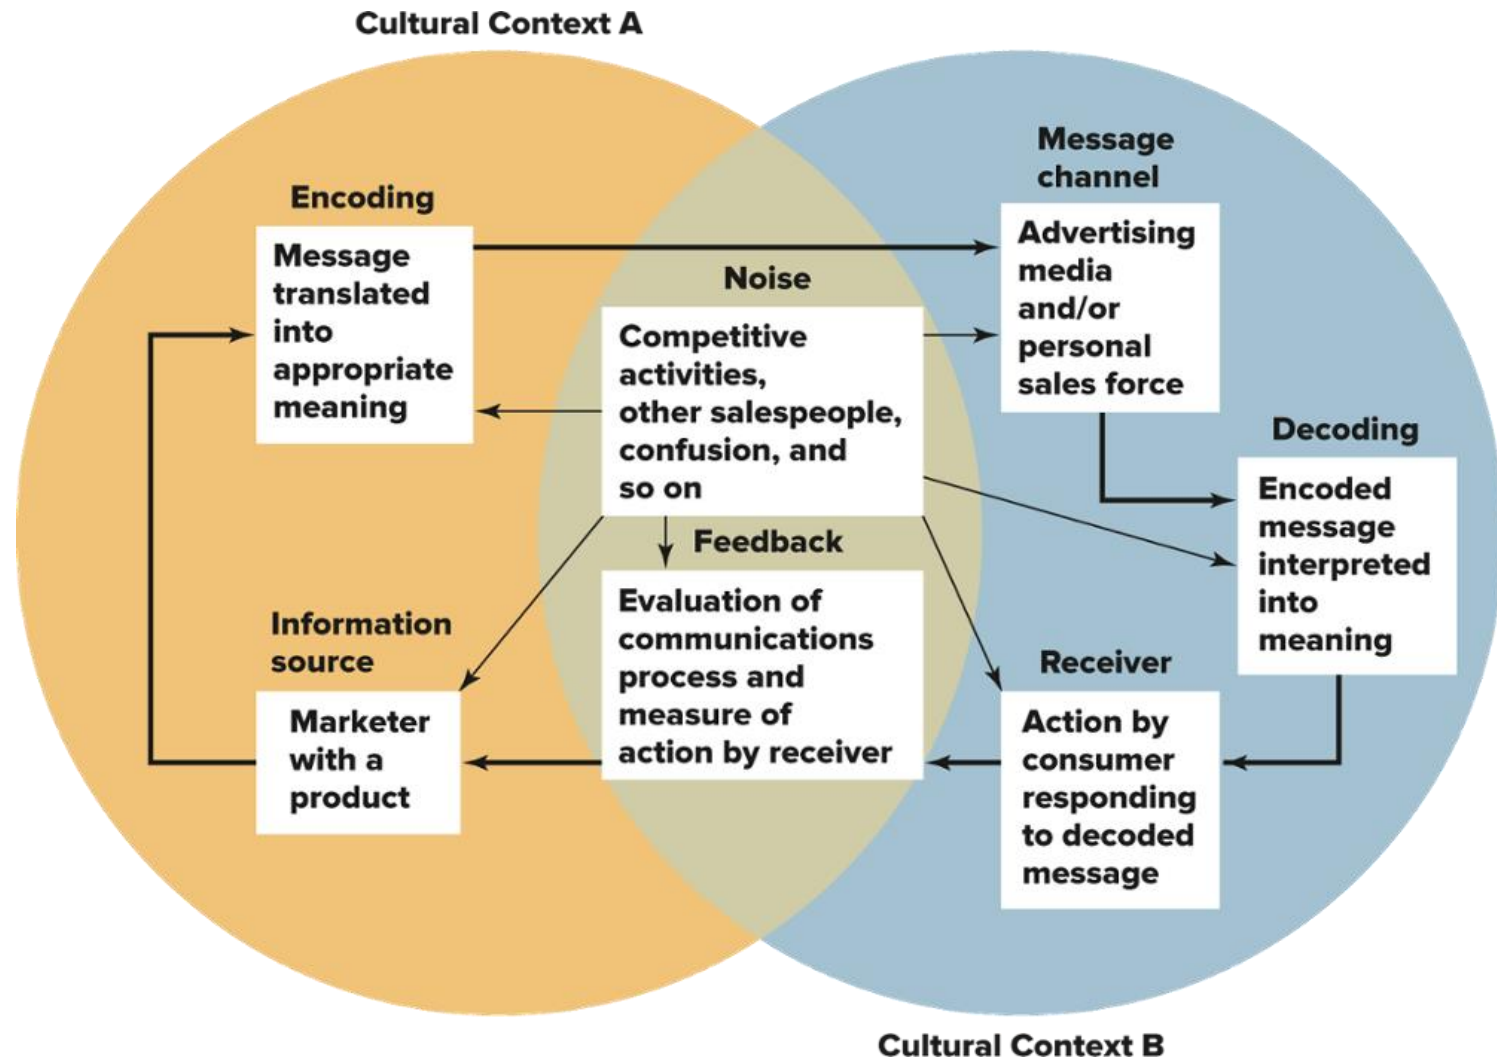 Cultural Context A
Encoding
Message
translated
into
appropriate
meaning
Information
source
Marketer
with a
product
Noise
Competitive
activities,
other salespeople,
confusion, and
so on
Feedback
Evaluation of
communications
process and
measure of
action by receiver
Message
channel
Advertising
media
and/or
personal
sales force
Decoding
Encoded
message
interpreted
into
meaning
Receiver
Action by
consumer
responding
to decoded
message
Cultural Context B